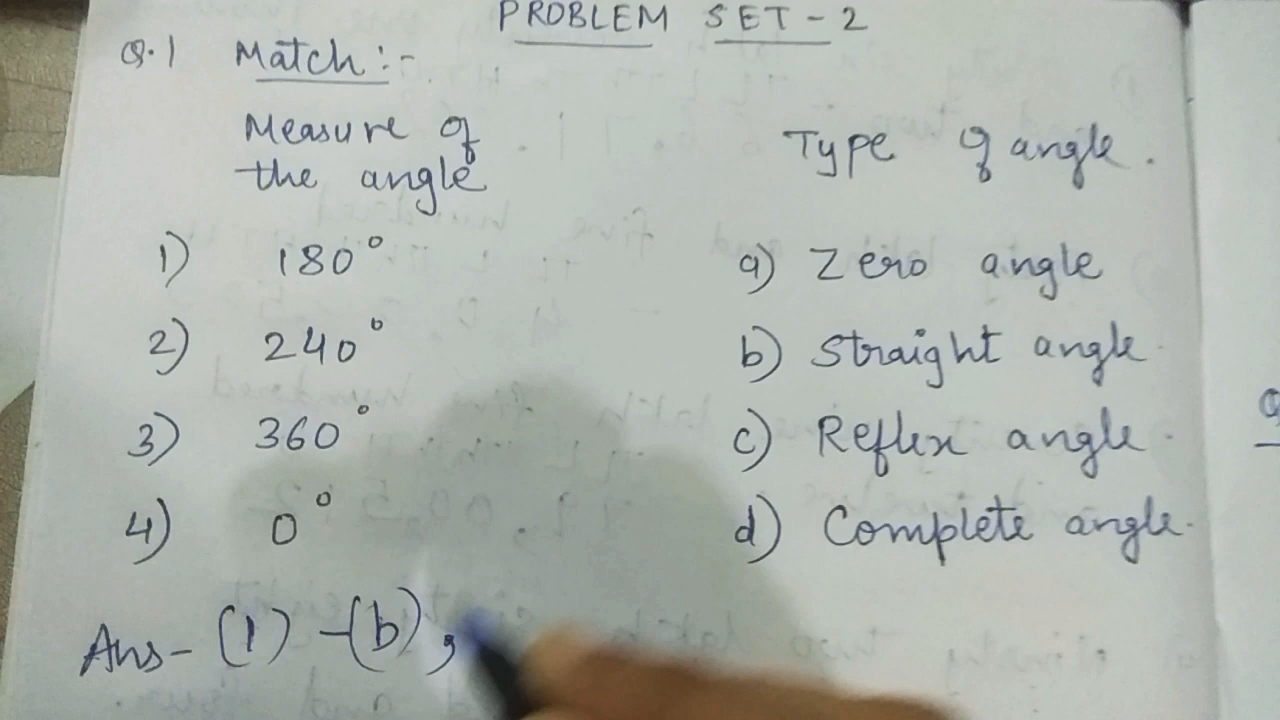 PROBLEM SET - 2
Q.1 Match :-
Measure of
the angle
Type of angle.
1) 180° a) Zero angle
2) 240° b) Straight angle
3) 360° c) Reflex angle.
4) 0° d) Complete angle.
Ans- (1) -(b),